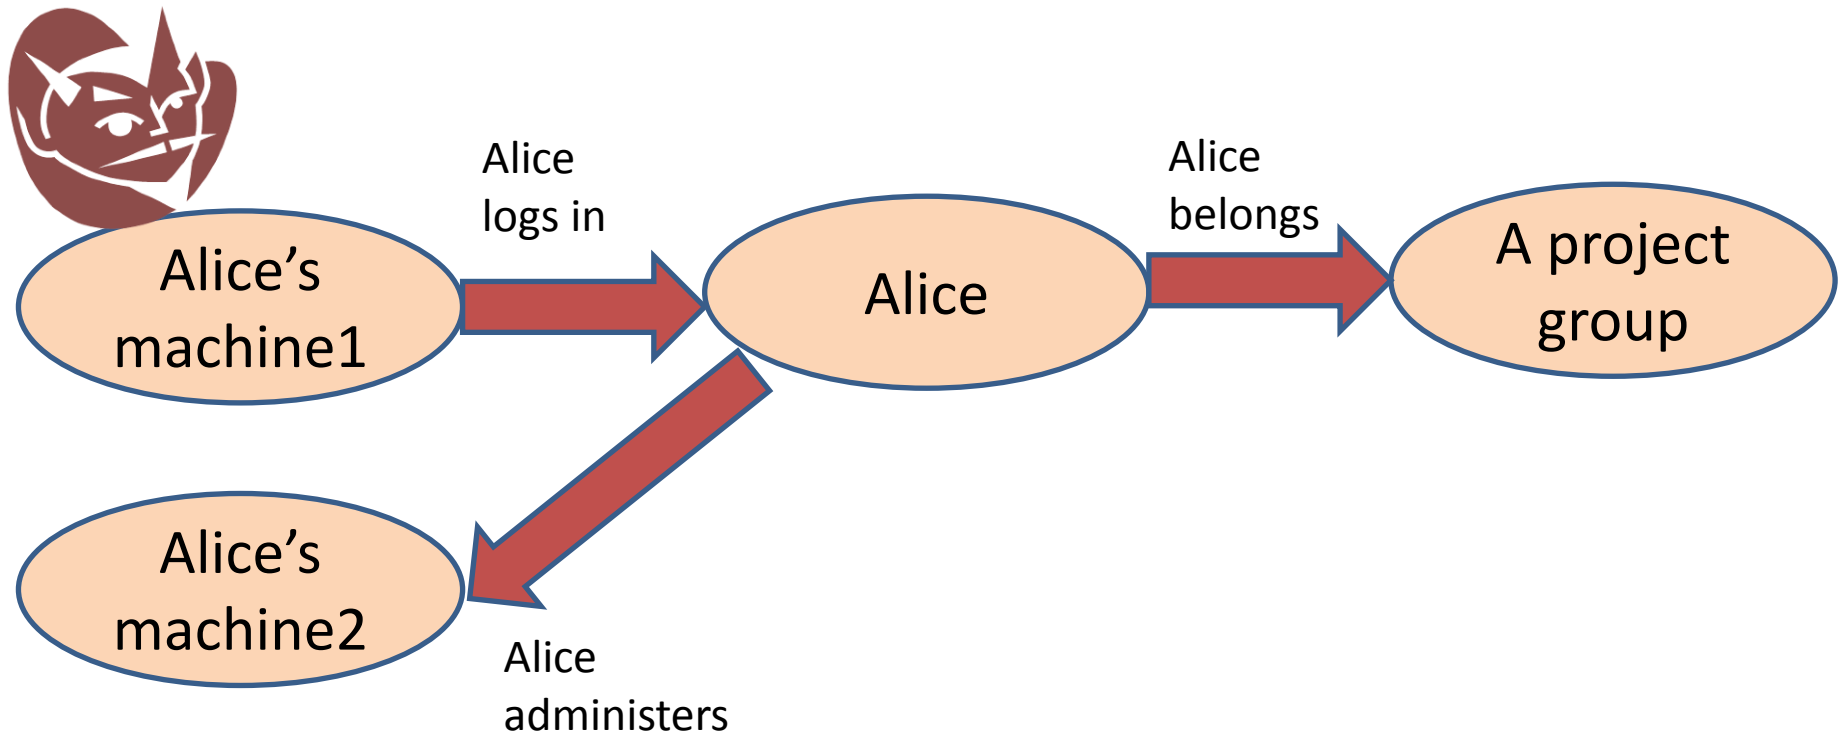 Alice
logs in
Alice
belongs
Alice’s
machine1
Alice
A project
group
Alice’s
machine2
Alice
administers